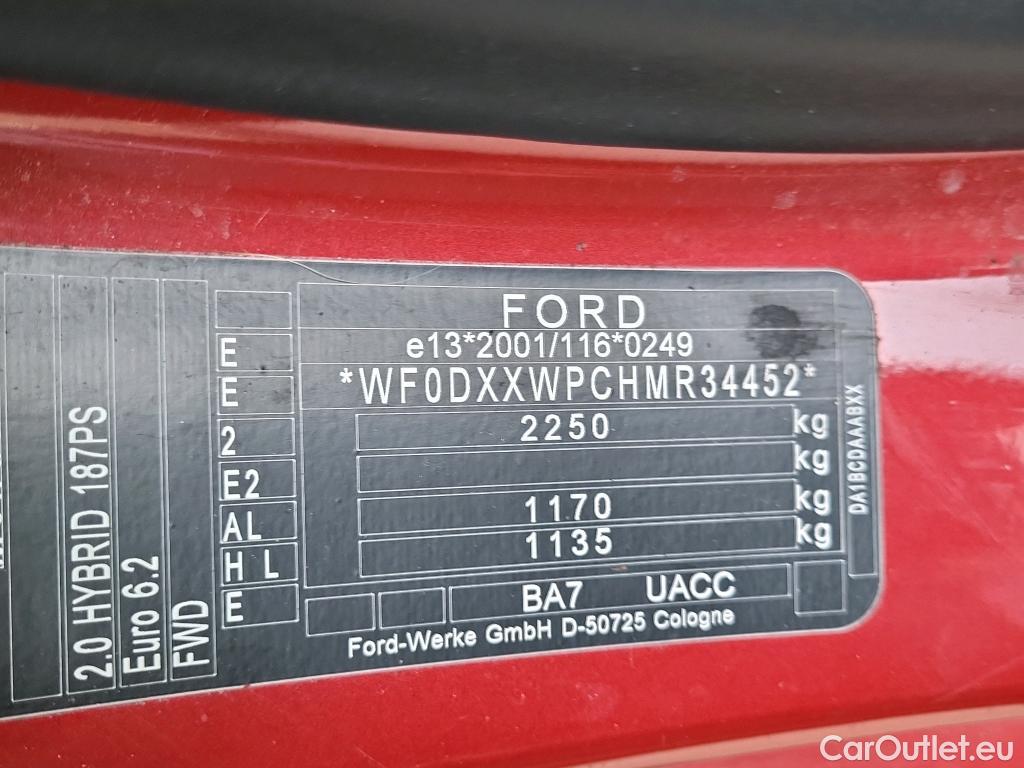 FORD
e13*2001/116*0249
*WF0DXXWPCHMR34452*
2250 kg
kg
1170 kg
1135 kg
BA7 UACC
Ford-Werke GmbH D-50725 Cologne
E
E
2
E2
AL
H L
E
2.0 HYBRID 187PS
Euro 6.2
FWD
DA1BCDAAABXX
CarOutlet.eu